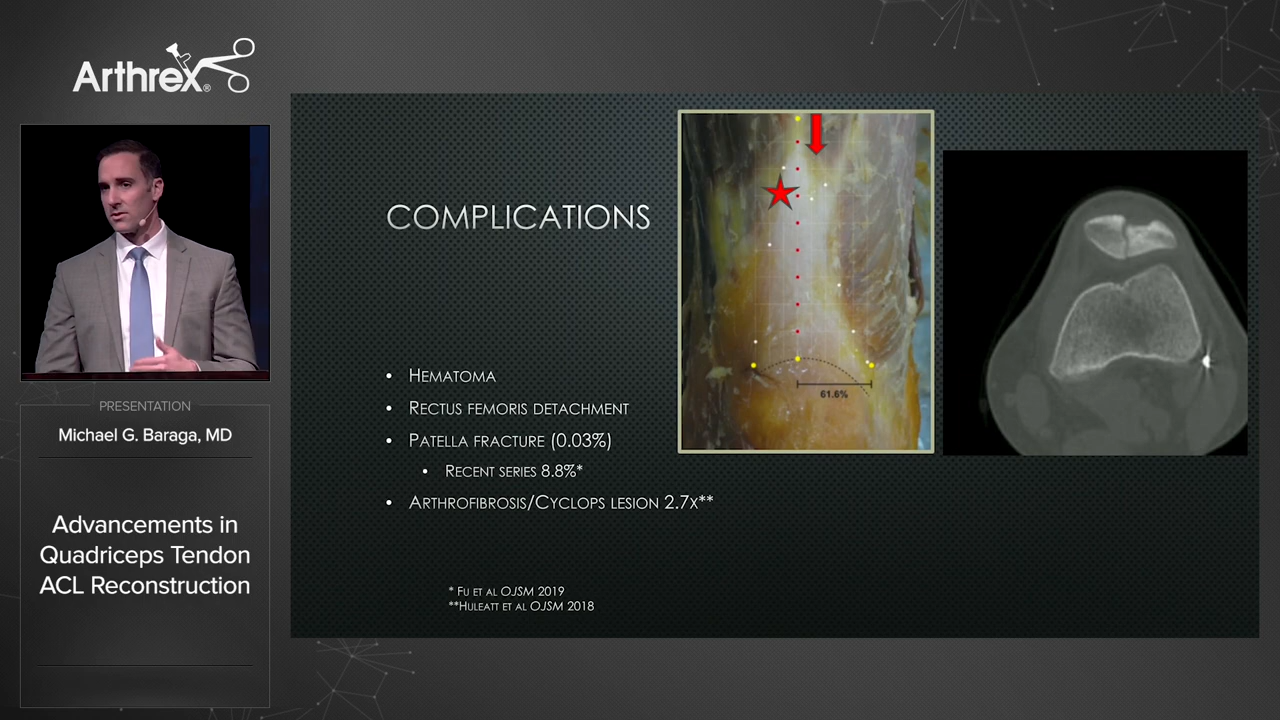 Arthrex®
PRESENTATION
Michael G. Baraga, MD
Advancements in
Quadriceps Tendon
ACL Reconstruction
COMPLICATIONS
• HEMATOMA
• RECTUS FEMORIS DETACHMENT
• PATELLA FRACTURE (0.03%)
• RECENT SERIES 8.8%*
• ARTHROFIBROSIS/CYCLOPS LESION 2.7X**
* FU ET AL OJSM 2019
**HULEATT ET AL OJSM 2018
61.6%